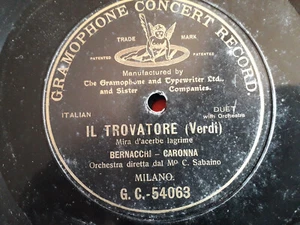 GRAMOPHONE CONCERT RECORD
TRADE MARK
PATENTED PATENTED
Manufactured by
The Gramophone and Typewriter Ltd.,
and Sister Companies.
ITALIAN
DUET
with Orchestra
IL TROVATORE (Verdi)
Mira d'acerbe lagrime
BERNACCHI - CARONNA
Orchestra diretta dal Mo C. Sabaino
MILANO.
G. C.-54063